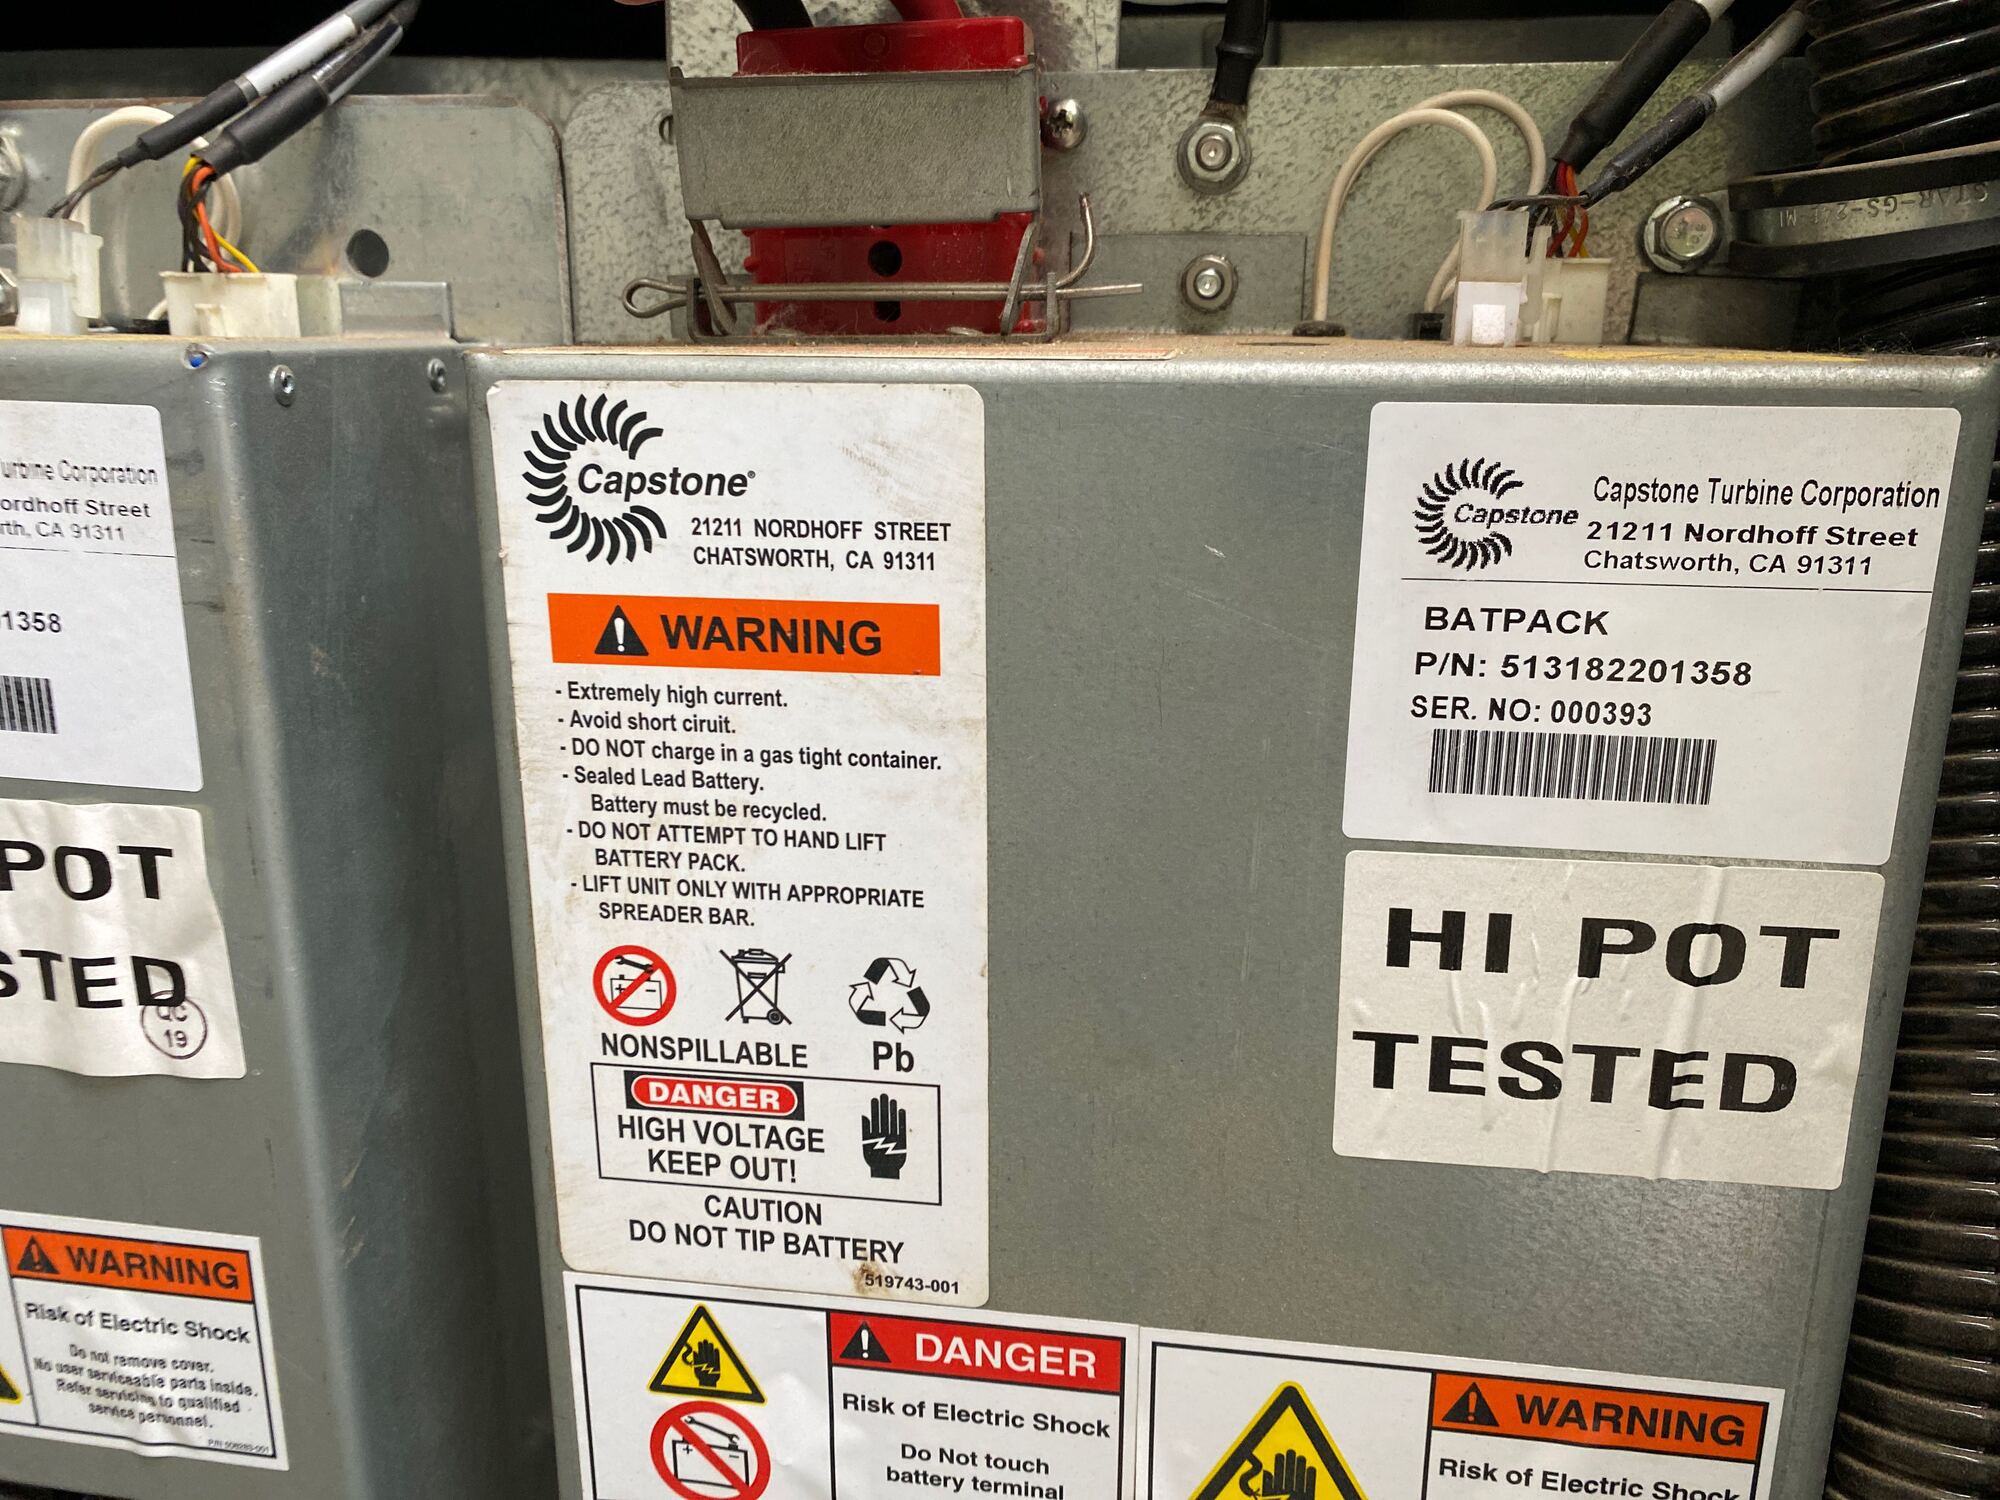 urbine Corporation
ordhoff Street
rth, CA 91311
1358
POT
STED
QC
19
WARNING
Risk of Electric Shock
Do not remove cover.
No user serviceable parts inside.
Refer servicing to qualified
service personnel.
Capstone®
21211 NORDHOFF STREET
CHATSWORTH, CA 91311
WARNING
- Extremely high current.
- Avoid short ciruit.
- DO NOT charge in a gas tight container.
- Sealed Lead Battery.
Battery must be recycled.
- DO NOT ATTEMPT TO HAND LIFT
BATTERY PACK.
- LIFT UNIT ONLY WITH APPROPRIATE
SPREADER BAR.
NONSPILLABLE
Pb
DANGER
HIGH VOLTAGE
KEEP OUT!
CAUTION
DO NOT TIP BATTERY
519743-001
DANGER
Risk of Electric Shock
Do Not touch
battery terminal
Capstone
Capstone Turbine Corporation
21211 Nordhoff Street
Chatsworth, CA 91311
BATPACK
P/N: 513182201358
SER. NO: 000393
HI POT
TESTED
WARNING
Risk of Electric Shock